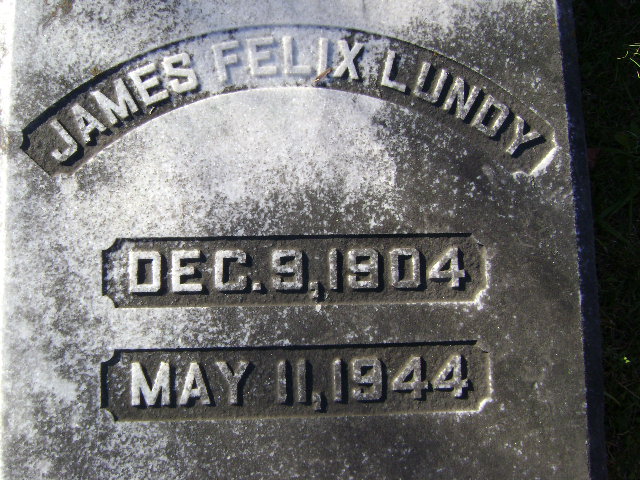 JAMES FELIX LUNDY
DEC. 9, 1904
MAY 11, 1944